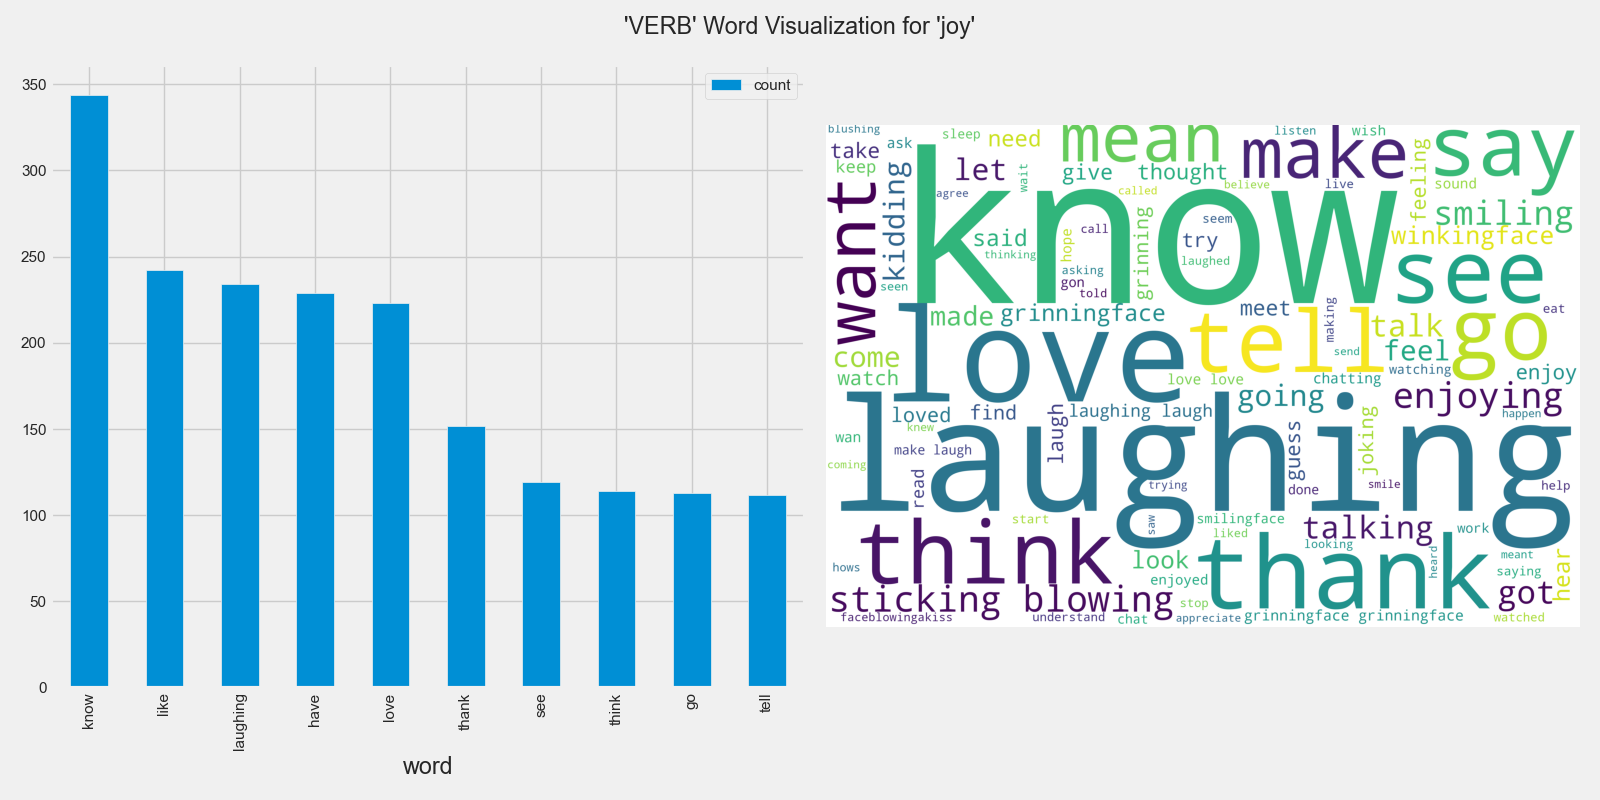 'VERB' Word Visualization for 'joy'
350
300
250
200
150
100
50
0
count
know
like
laughing
have
love
thank
see
think
go
tell
word
blushing
sleep
need
mean
listen
wish
make
say
take
ask
keep
let
wait
give
thought
feeling
kidding
agree
called
believe
live
sound
want
know
smiling
seem
said
hope
call
grinning
try
winkingface
thinking
laughed
see
seen
asking
gon
told
made
grinningface
meet
making
eat
love
tell
talk
go
come
send
feel
watching
enjoy
watch
love love
chatting
going
enjoying
loved
find
laugh
laughing laugh
happen
knew
guess
joking
wan
make laugh
laughing
coming
read
trying
done
smile
help
start
saw
smilingface
talking
work
think
liked
looking
heard
meant
look
thank
hows
saying
hear
enjoyed
sticking
blowing
stop
got
faceblowingakiss
understand
chat
appreciate
grinningface grinningface
watched